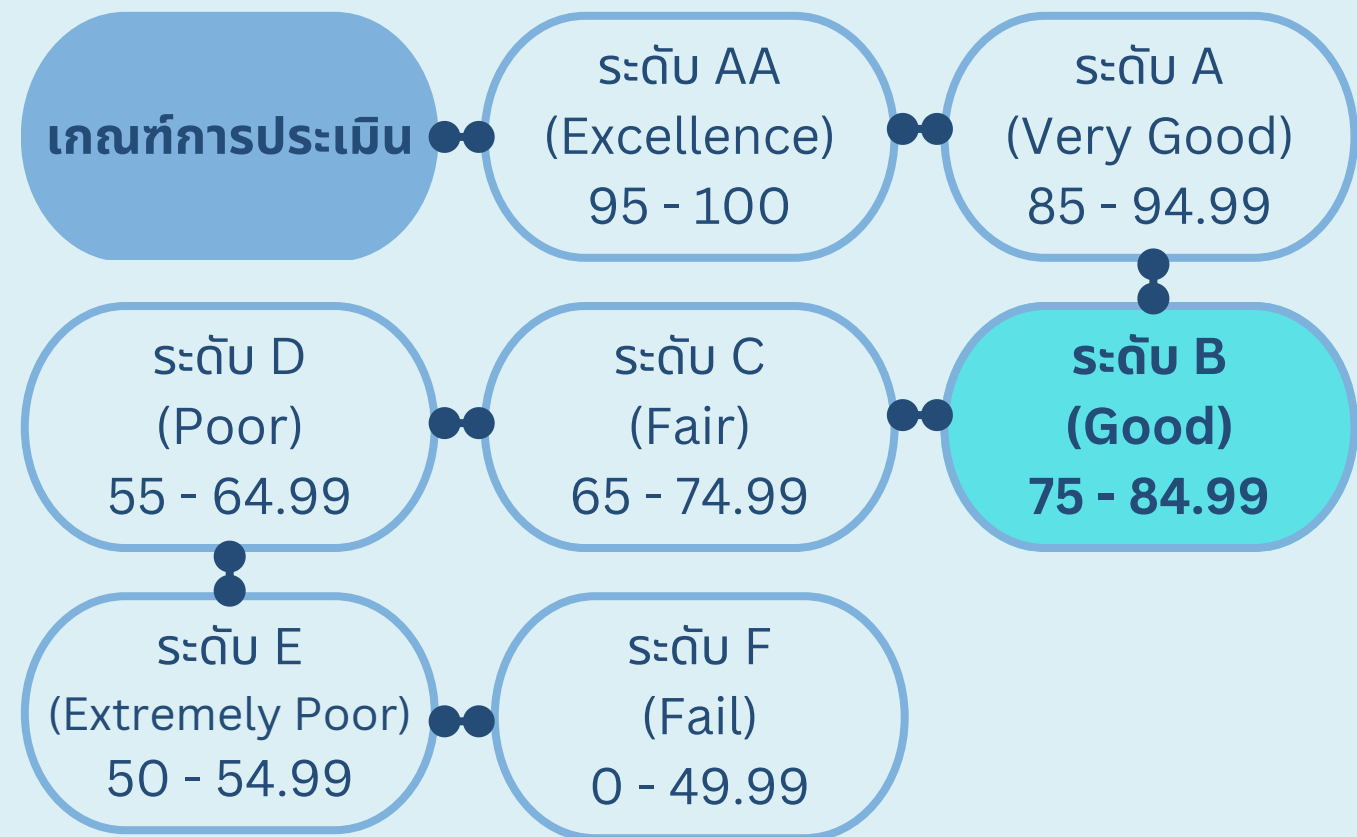 เกณฑ์การประเมิน
ระดับ AA
(Excellence)
95 - 100
ระดับ A
(Very Good)
85 - 94.99
ระดับ B
(Good)
75 - 84.99
ระดับ C
(Fair)
65 - 74.99
ระดับ D
(Poor)
55 - 64.99
ระดับ E
(Extremely Poor)
50 - 54.99
ระดับ F
(Fail)
0 - 49.99